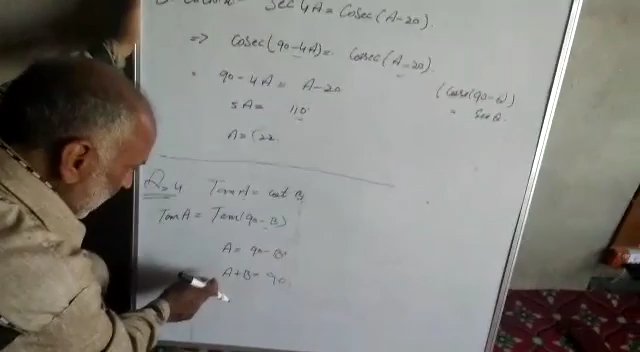 Sec 4A = Cosec (A-20).
=> Cosec (90-4A) = Cosec (A-20).
90-4A = A-20
(Cosec (90-θ)
= Secθ.
5A = 110
A = (22.
Q=4 Tan A = Cot B,
Tan A = Tan (90-B)
A = 90-B
A+B = 90.